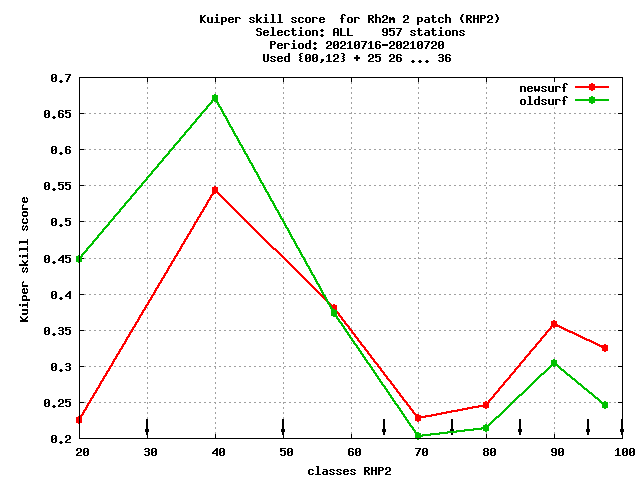 Kuiper skill score  for Rh2m 2 patch (RHP2)
Selection: ALL    957 stations
Period: 20210716-20210720
Used {00,12} + 25 26 ... 36
newsurf
oldsurf
0.7
0.65
0.6
0.55
0.5
0.45
0.4
0.35
0.3
0.25
0.2
Kuiper skill score
20 30 40 50 60 70 80 90 100
classes RHP2